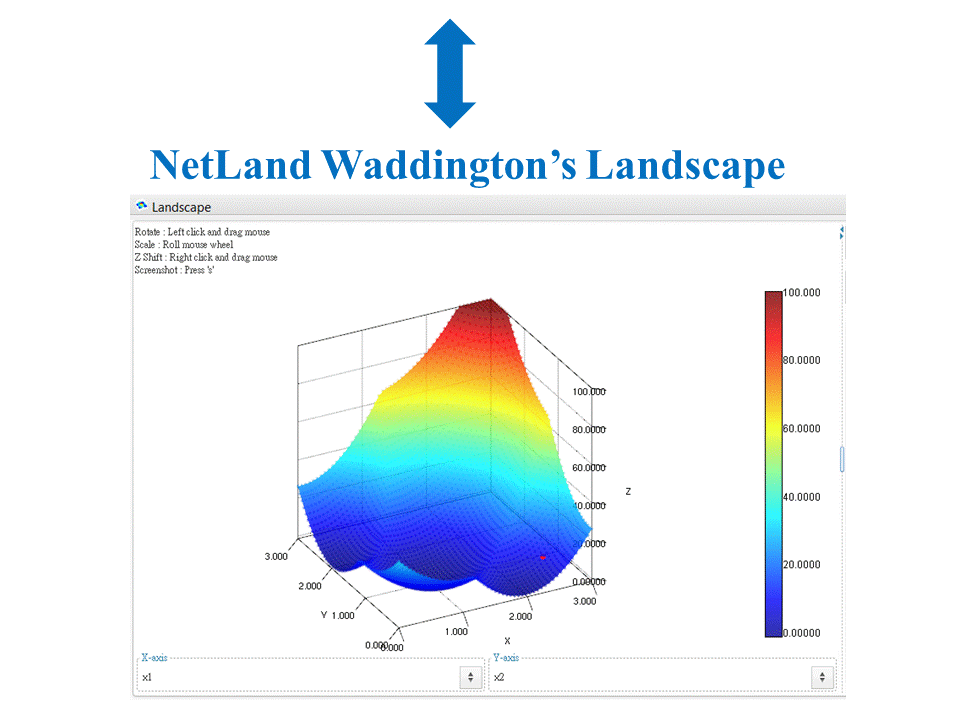 NetLand Waddington’s Landscape
Landscape
Rotate : Left click and drag mouse
Scale : Roll mouse wheel
Z Shift : Right click and drag mouse
Screenshot : Press 's'
100.000
80.0000
60.0000
40.0000
20.0000
0.00000
Z
100.000
80.0000
60.0000
40.0000
20.0000
0.00000
3.000
2.000
Y 1.000
0.000
0.000
1.000
2.000
3.000
X
X-axis
x1
Y-axis
x2